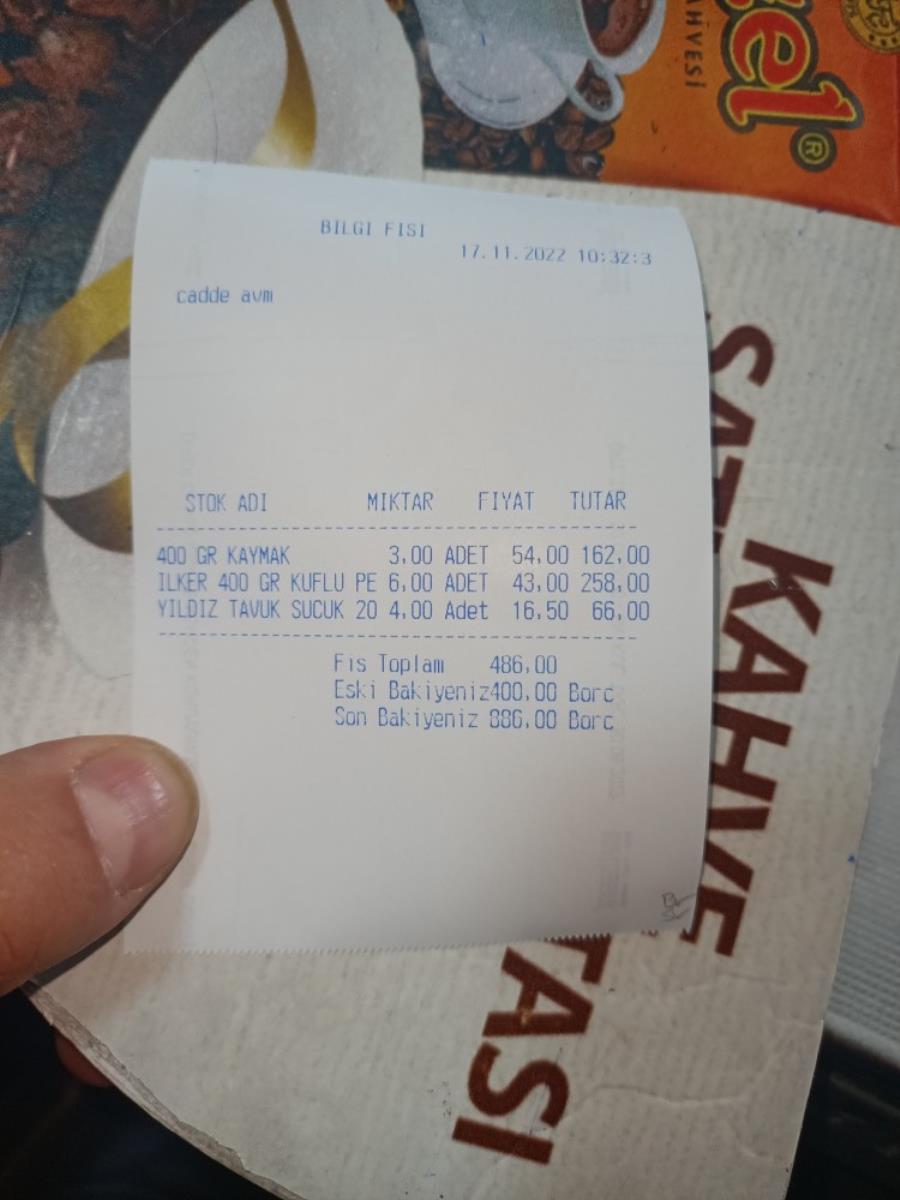 AHVESİ
el®
BILGI FISI
17.11.2022 10:32:3
cadde avm
STOK ADI MIKTAR FIYAT TUTAR
400 GR KAYMAK 3,00 ADET 54,00 162,00
ILKER 400 GR KUFLU PE 6,00 ADET 43,00 258,00
YILDIZ TAVUK SUCUK 20 4.00 Adet 16,50 66,00
Fis Toplam 486,00
Eski Bakiyeniz400,00 Borc
Son Bakiyeniz 886,00 Borc
KAHVE
TASI